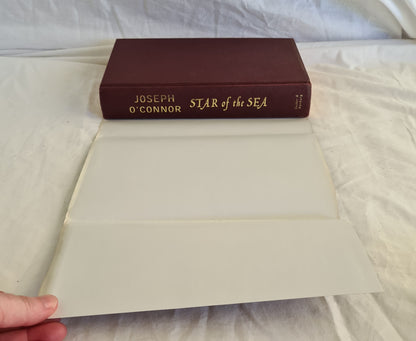 JOSEPH
O'CONNOR
STAR of the SEA